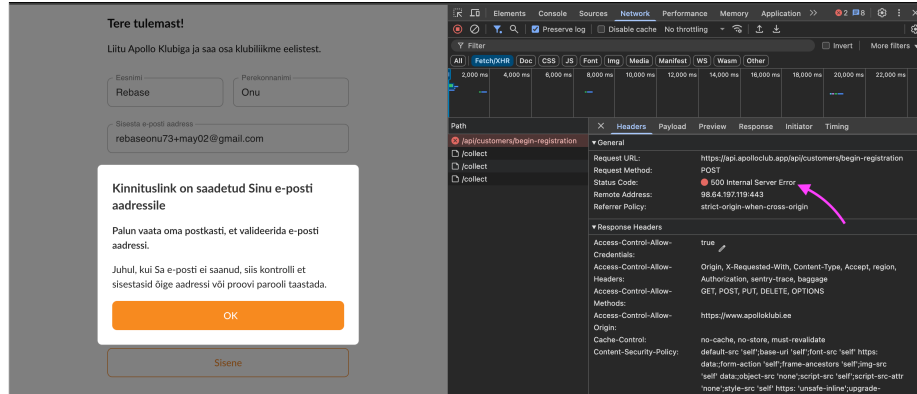 Tere tulemast!
Liitu Apollo Klubiga ja saa osa klubiliikme eelistest.
Eesnimi
Perekonnanimi
Rebase
Onu
Sisesta e-posti aadress
rebaseonu73+may02@gmail.com
Kinnituslink on saadetud Sinu e-posti
aadressile
Palun vaata oma postkasti, et valideerida e-posti
aadressi.
Juhul, kui Sa e-posti ei saanud, siis kontrolli et
sisestasid õige aadressi või proovi parooli taastada.
OK
Sisene
Elements Console Sources Network Performance Memory Application 2 8
Preserve log Disable cache No throttling
Filter Invert More filters
All Fetch/XHR Doc CSS JS Font Img Media Manifest WS Wasm Other
2,000 ms 4,000 ms 6,000 ms 8,000 ms 10,000 ms 12,000 ms 14,000 ms 16,000 ms 18,000 ms 20,000 ms 22,000 ms
Path
/api/customers/begin-registration
/collect
/collect
/collect
Headers Payload Preview Response Initiator Timing
General
Request URL: https://api.apolloclub.app/api/customers/begin-registration
Request Method: POST
Status Code: 500 Internal Server Error
Remote Address: 98.64.197.119:443
Referrer Policy: strict-origin-when-cross-origin
Response Headers
Access-Control-Allow- true
Credentials:
Access-Control-Allow- Origin, X-Requested-With, Content-Type, Accept, region,
Headers: Authorization, sentry-trace, baggage
Access-Control-Allow- GET, POST, PUT, DELETE, OPTIONS
Methods:
Access-Control-Allow- https://www.apolloklubi.ee
Origin:
Cache-Control: no-cache, no-store, must-revalidate
Content-Security-Policy: default-src 'self';base-uri 'self';font-src 'self' https:
data:;form-action 'self';frame-ancestors 'self';img-src
'self' data:;object-src 'none';script-src 'self';script-src-attr
'none';style-src 'self' https: 'unsafe-inline';upgrade-